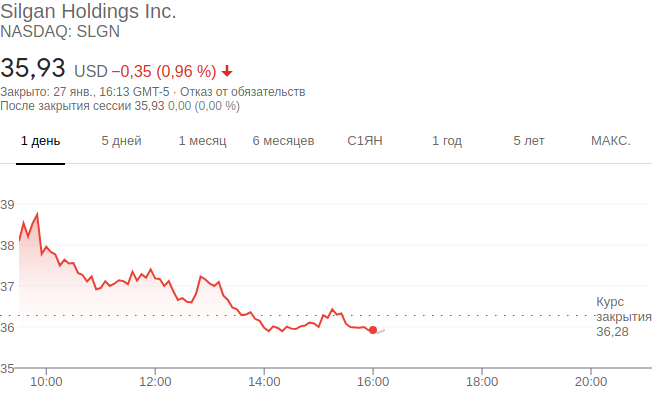 Silgan Holdings Inc.
NASDAQ: SLGN
35,93 USD −0,35 (0,96 %)
Закрыто: 27 янв., 16:13 GMT-5 · Отказ от обязательств
После закрытия сессии 35,93 0,00 (0,00 %)
1 день 5 дней 1 месяц 6 месяцев С1ЯН 1 год 5 лет МАКС.
39
38
37
Курс
закрытия
36,28
36
35
10:00 12:00 14:00 16:00 18:00 20:00